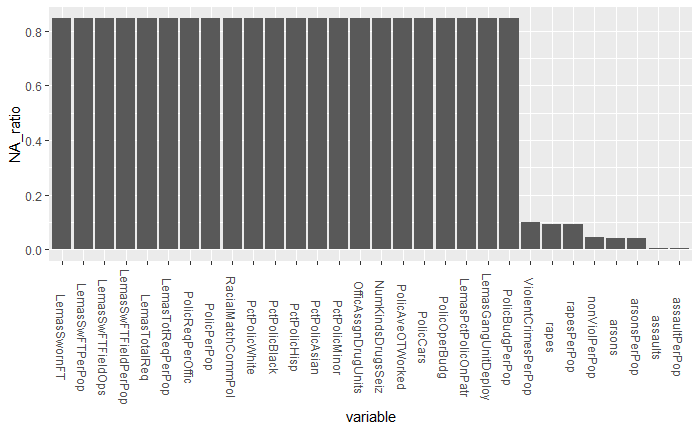 NA_ratio
0.8
0.6
0.4
0.2
0.0
LemasSwornFT
LemasSwFTPerPop
LemasSwFTFieldOps
LemasSwFTFieldPerPop
LemasTotalReq
LemasTotReqPerPop
PolicReqPerOffic
PolicPerPop
RacialMatchCommPol
PctPolicWhite
PctPolicBlack
PctPolicHisp
PctPolicAsian
PctPolicMinor
OfficAssgnDrugUnits
NumKindsDrugsSeiz
PolicAveOTWorked
PolicCars
PolicOperBudg
LemasPctPolicOnPatr
LemasGangUnitDeploy
PolicBudgPerPop
ViolentCrimesPerPop
rapes
rapesPerPop
nonViolPerPop
arsons
arsonsPerPop
assaults
assaultPerPop
variable